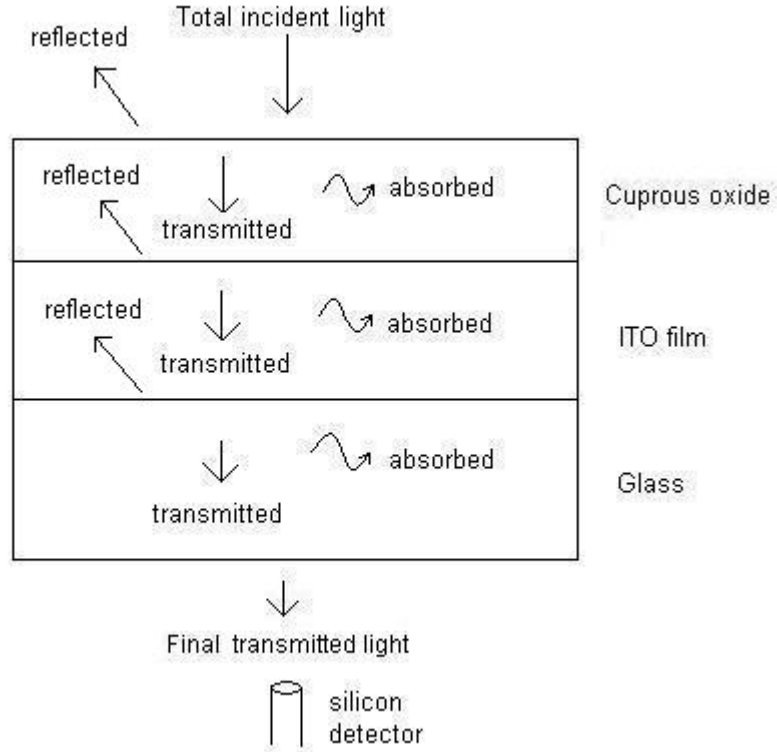 Total incident light
reflected
reflected
absorbed
Cuprous oxide
transmitted
reflected
absorbed
ITO film
transmitted
absorbed
Glass
transmitted
Final transmitted light
silicon
detector